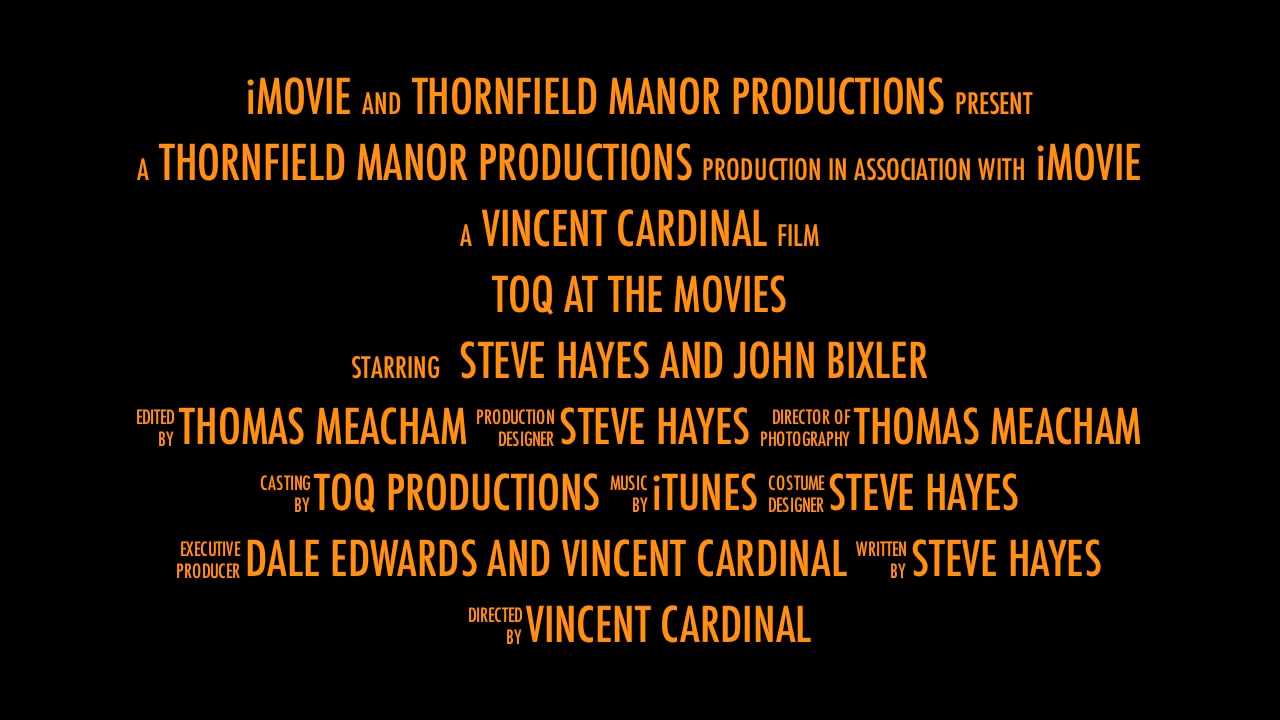 iMOVIE AND THORNFIELD MANOR PRODUCTIONS PRESENT
A THORNFIELD MANOR PRODUCTIONS PRODUCTION IN ASSOCIATION WITH iMOVIE
A VINCENT CARDINAL FILM
TOQ AT THE MOVIES
STARRING STEVE HAYES AND JOHN BIXLER
EDITED BY THOMAS MEACHAM PRODUCTION DESIGNER STEVE HAYES DIRECTOR OF PHOTOGRAPHY THOMAS MEACHAM
CASTING BY TOQ PRODUCTIONS MUSIC BY iTUNES COSTUME DESIGNER STEVE HAYES
EXECUTIVE PRODUCER DALE EDWARDS AND VINCENT CARDINAL WRITTEN BY STEVE HAYES
DIRECTED BY VINCENT CARDINAL